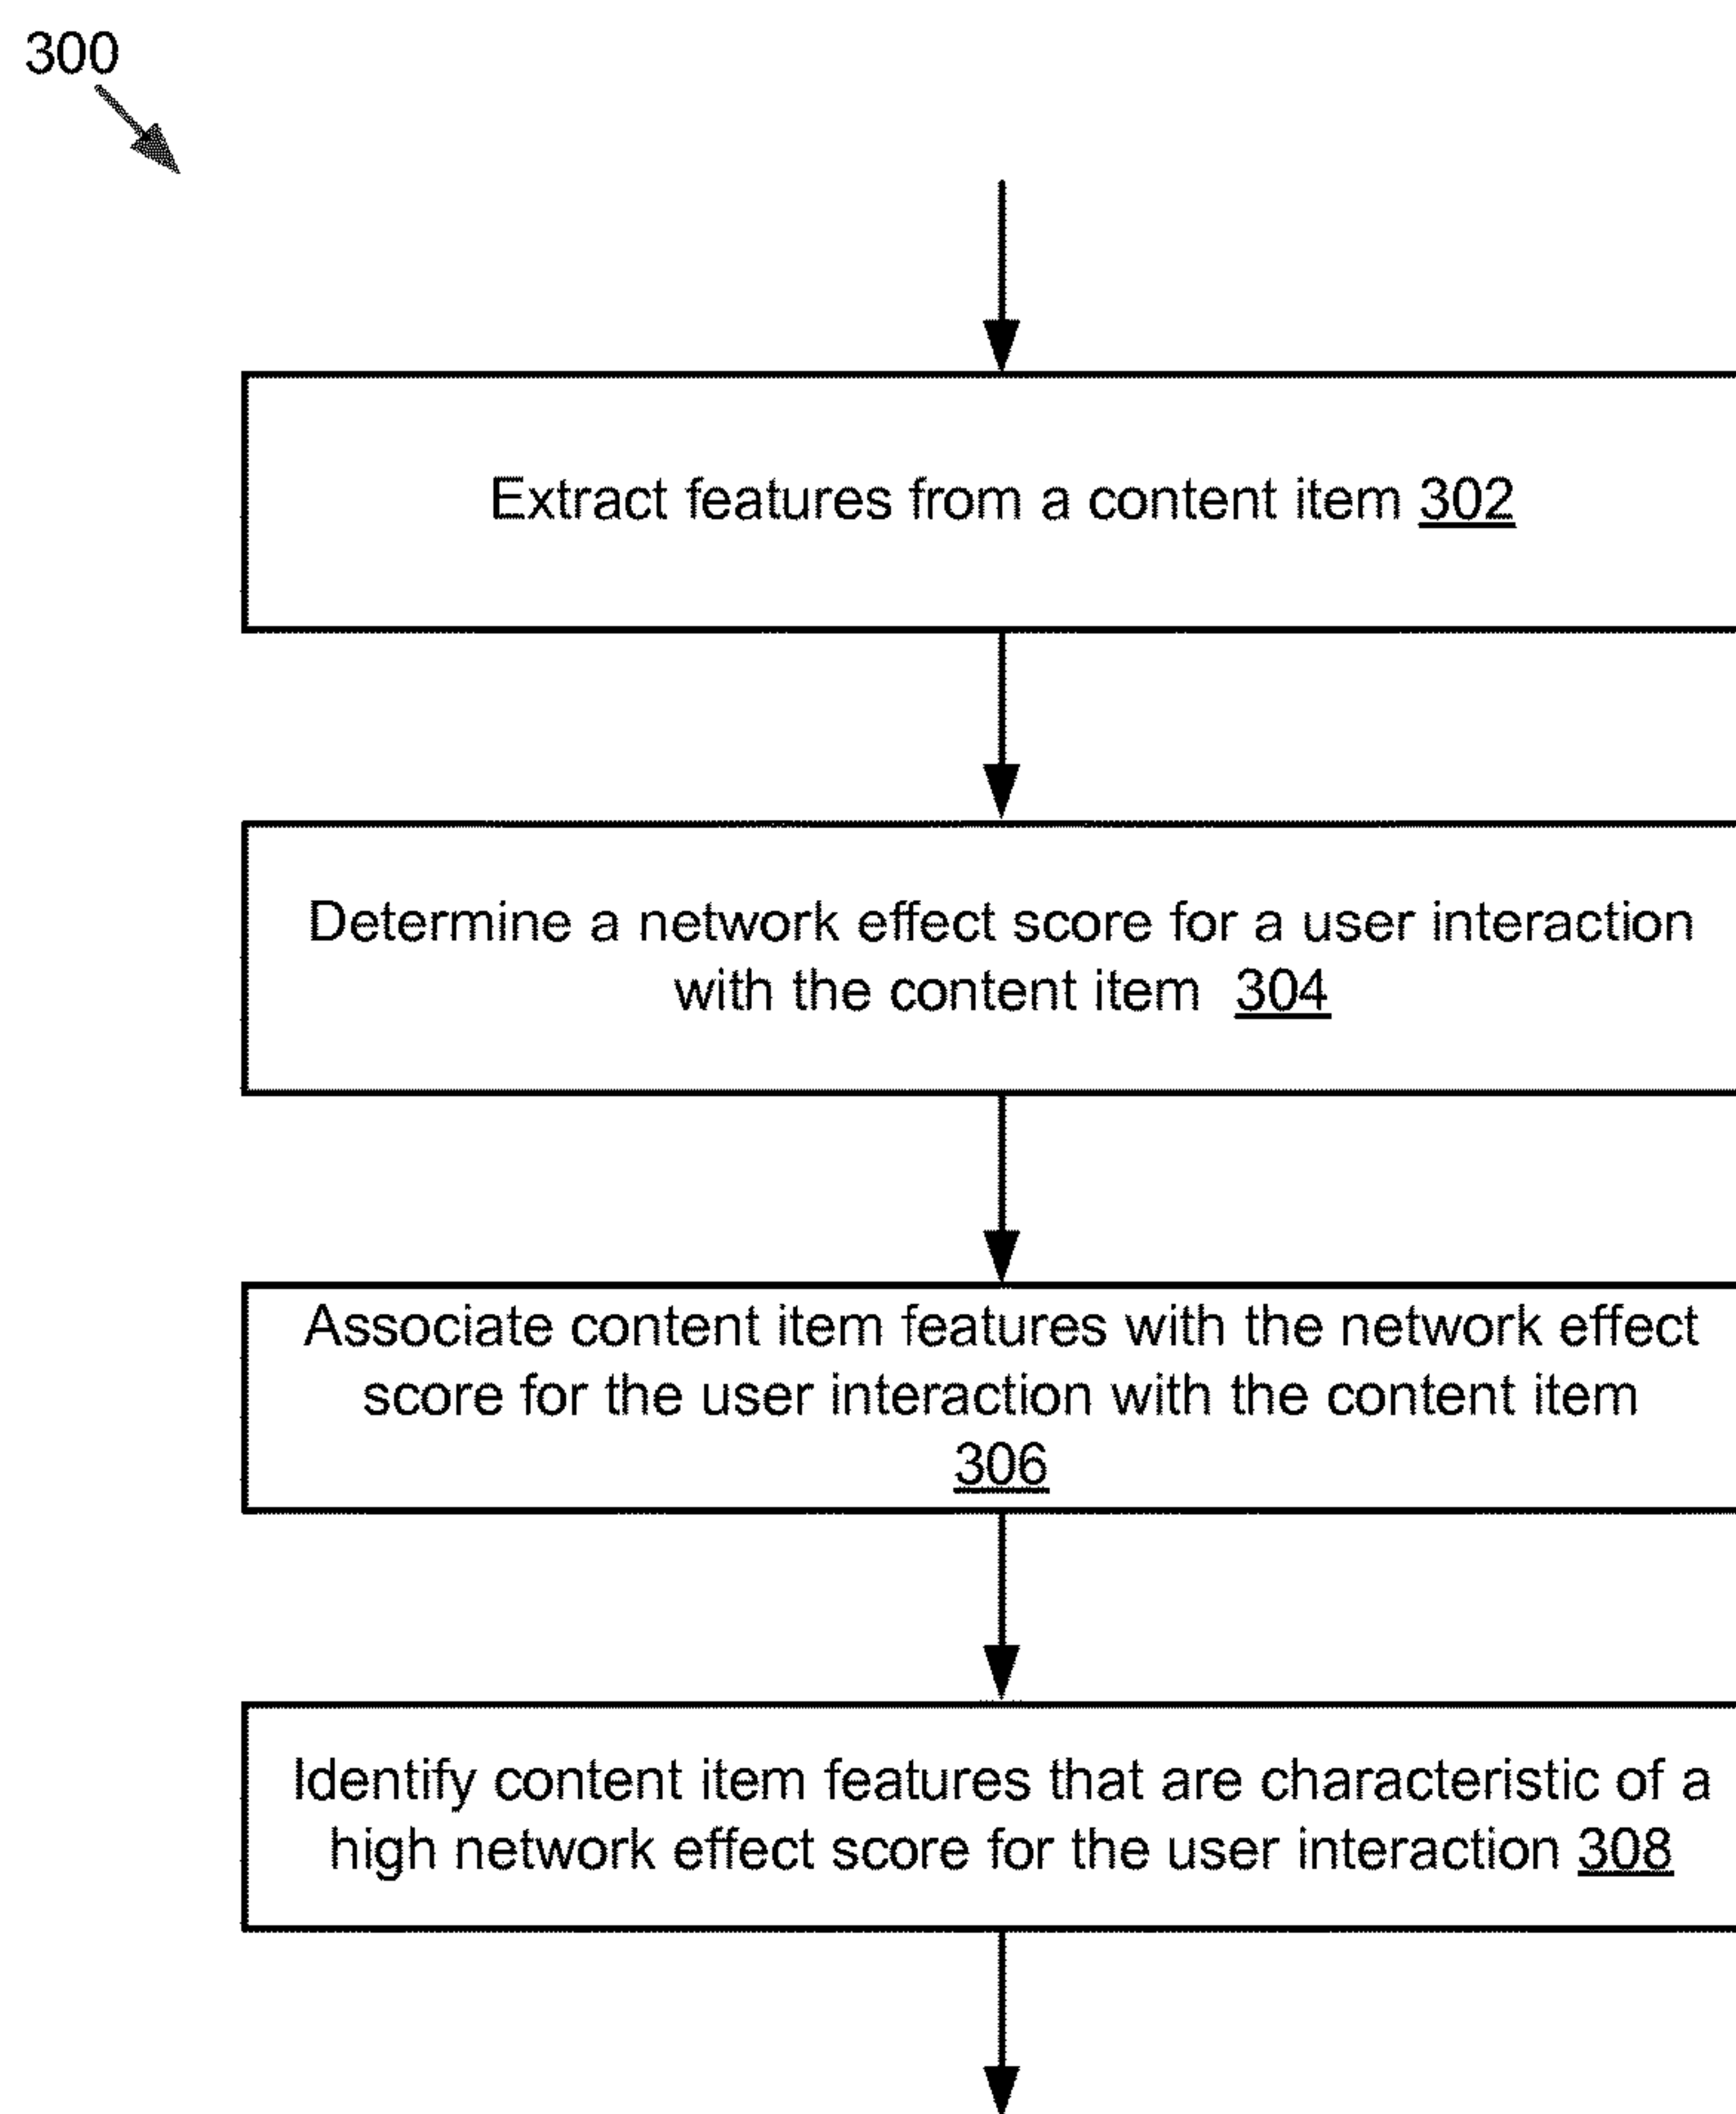 300
Extract features from a content item 302
Determine a network effect score for a user interaction
with the content item 304
Associate content item features with the network effect
score for the user interaction with the content item
306
Identify content item features that are characteristic of a
high network effect score for the user interaction 308